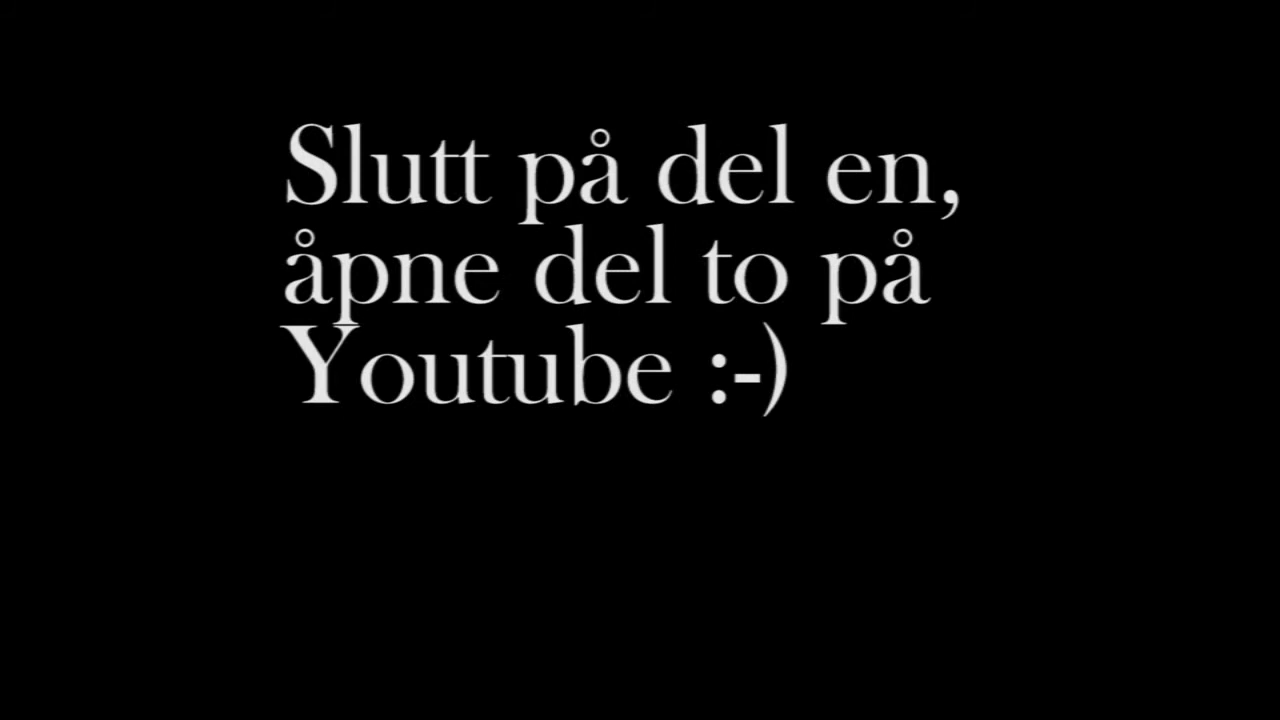 Slutt på del en,
åpne del to på
Youtube :-)